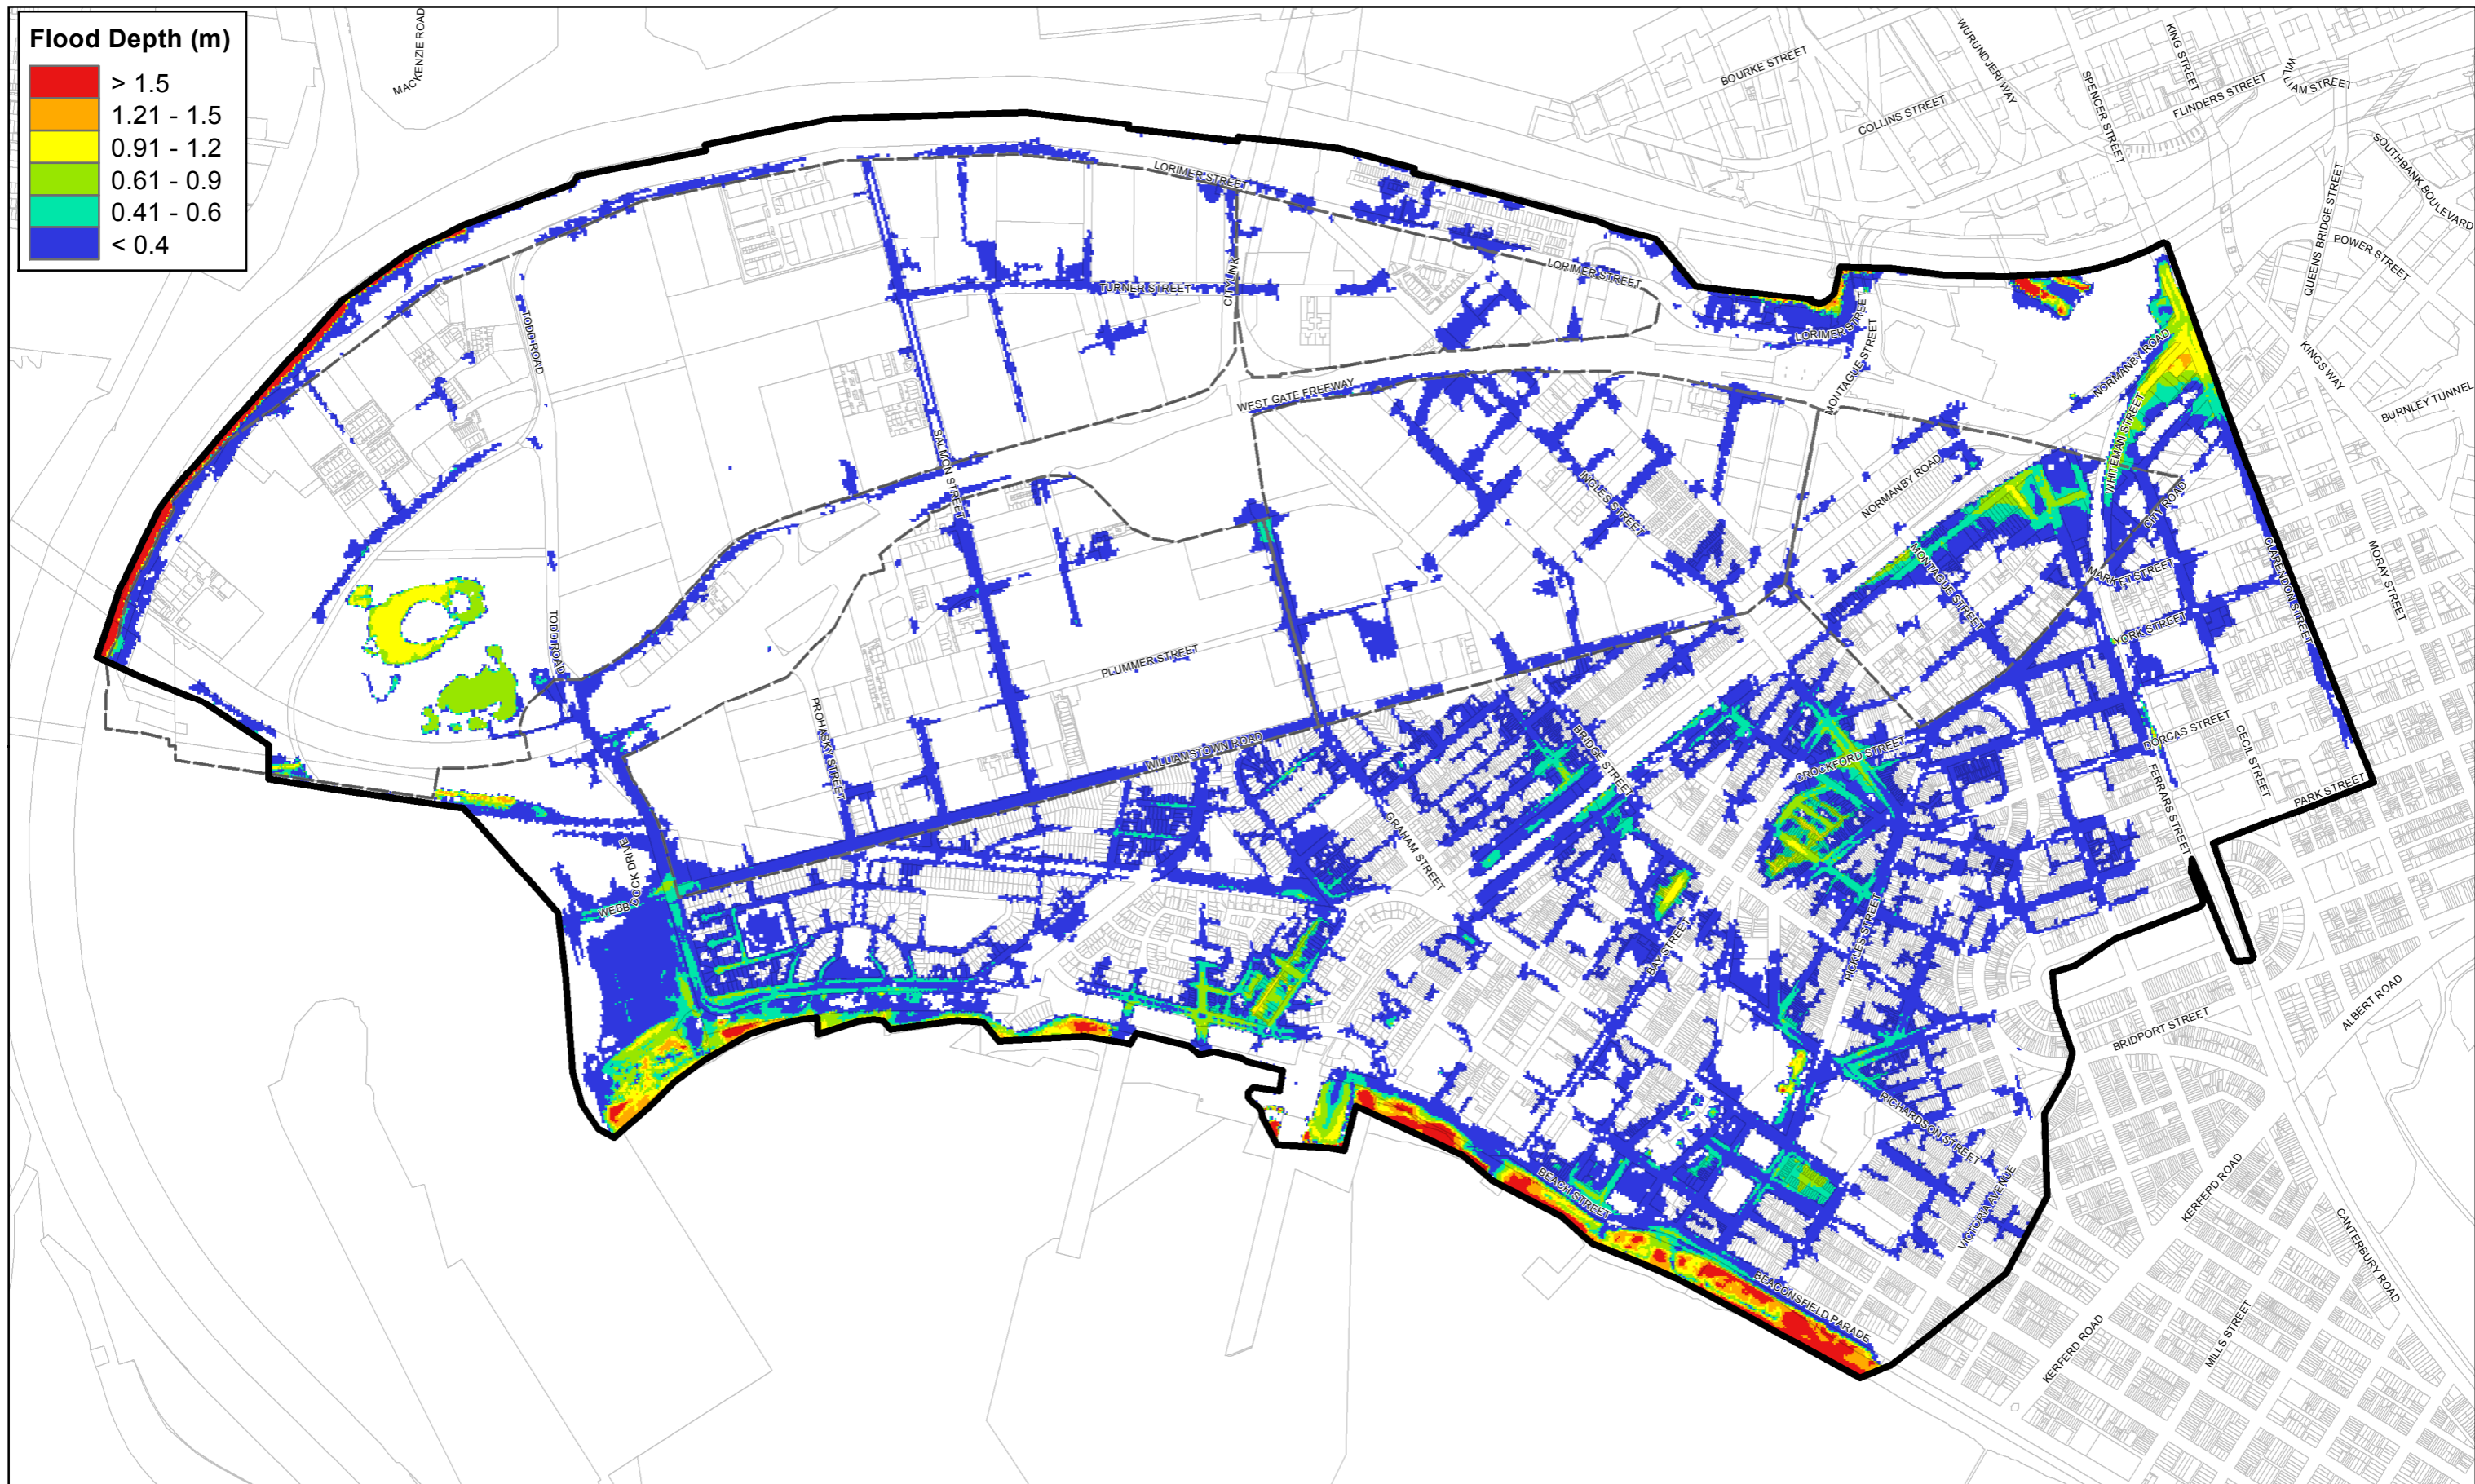 Flood Depth (m)
> 1.5
1.21 - 1.5
0.91 - 1.2
0.61 - 0.9
0.41 - 0.6
< 0.4
MACKENZIE ROAD
BOURKE STREET
WURUNDJERI WAY
KING STREET
WILLIAM STREET
COLLINS STREET
SPENCER STREET
FLINDERS STREET
SOUTHBANK BOULEVARD
QUEENS BRIDGE STREET
POWER STREET
LORIMER STREET
LORIMER STREET
LORIMER STREET
TURNER STREET
CITYLINK
TODD ROAD
MONTAGUE STREET
NORMANBY ROAD
KINGS WAY
BURNLEY TUNNEL
WEST GATE FREEWAY
WHITEMAN STREET
SALMON STREET
INGLES STREET
NORMANBY ROAD
CITY ROAD
MONTAGUE STREET
MARKET STREET
CLARENDON STREET
MORAY STREET
YORK STREET
TODD ROAD
PLUMMER STREET
PROHASKY STREET
WILLIAMSTOWN ROAD
BRIDGE STREET
CROCKFORD STREET
DORCAS STREET
CECIL STREET
FERRARS STREET
PARK STREET
GRAHAM STREET
WEBB DOCK DRIVE
BAY STREET
PICKLES STREET
ALBERT ROAD
BRIDPORT STREET
RICHARDSON STREET
BEACH STREET
VICTORIA AVENUE
KERFERD ROAD
CANTERBURY ROAD
BEACONSFIELD PARADE
KERFERD ROAD
MILLS STREET